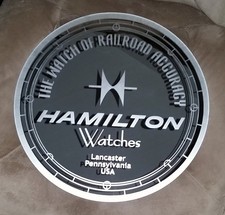 THE WATCH OF RAILROAD ACCURACY
HAMILTON
Watches
Lancaster
Pennsylvania
USA